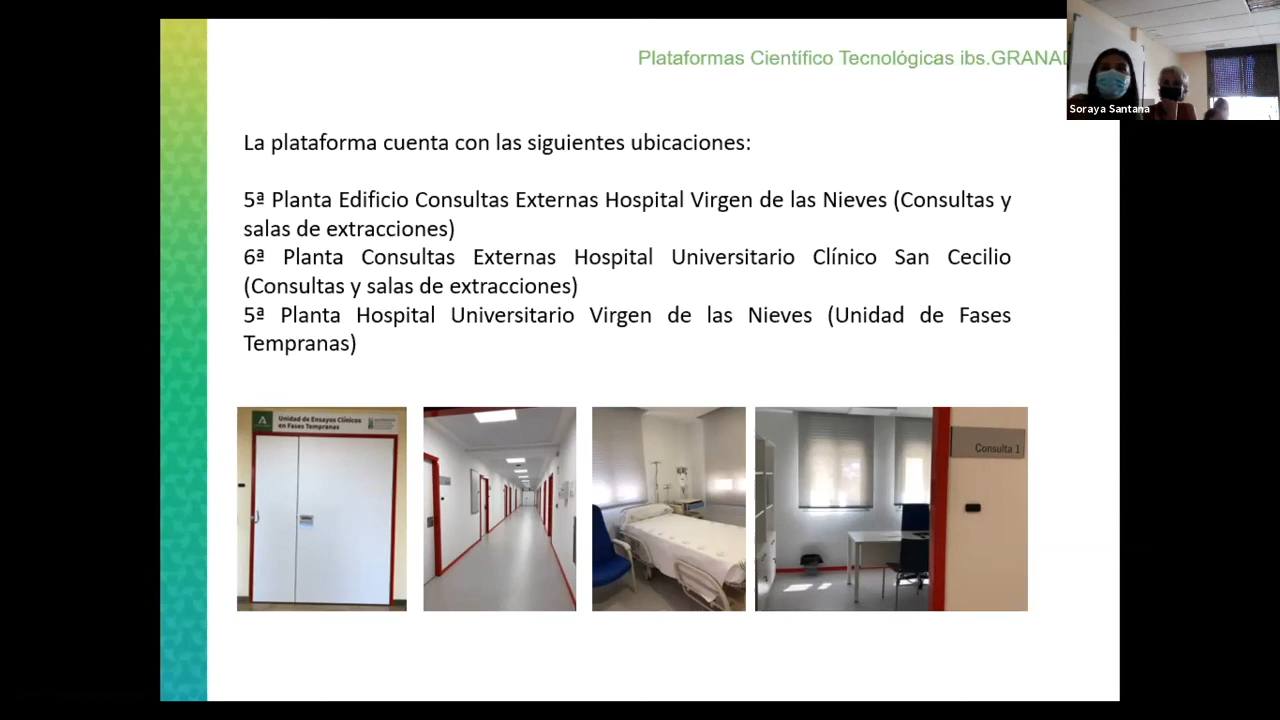 Plataformas Científico Tecnológicas ibs.GRANAD
Soraya Santana
La plataforma cuenta con las siguientes ubicaciones:
5ª Planta Edificio Consultas Externas Hospital Virgen de las Nieves (Consultas y
salas de extracciones)
6ª Planta Consultas Externas Hospital Universitario Clínico San Cecilio
(Consultas y salas de extracciones)
5ª Planta Hospital Universitario Virgen de las Nieves (Unidad de Fases
Tempranas)
Unidad de Ensayos Clínicos
en Fases Tempranas
Consulta 1